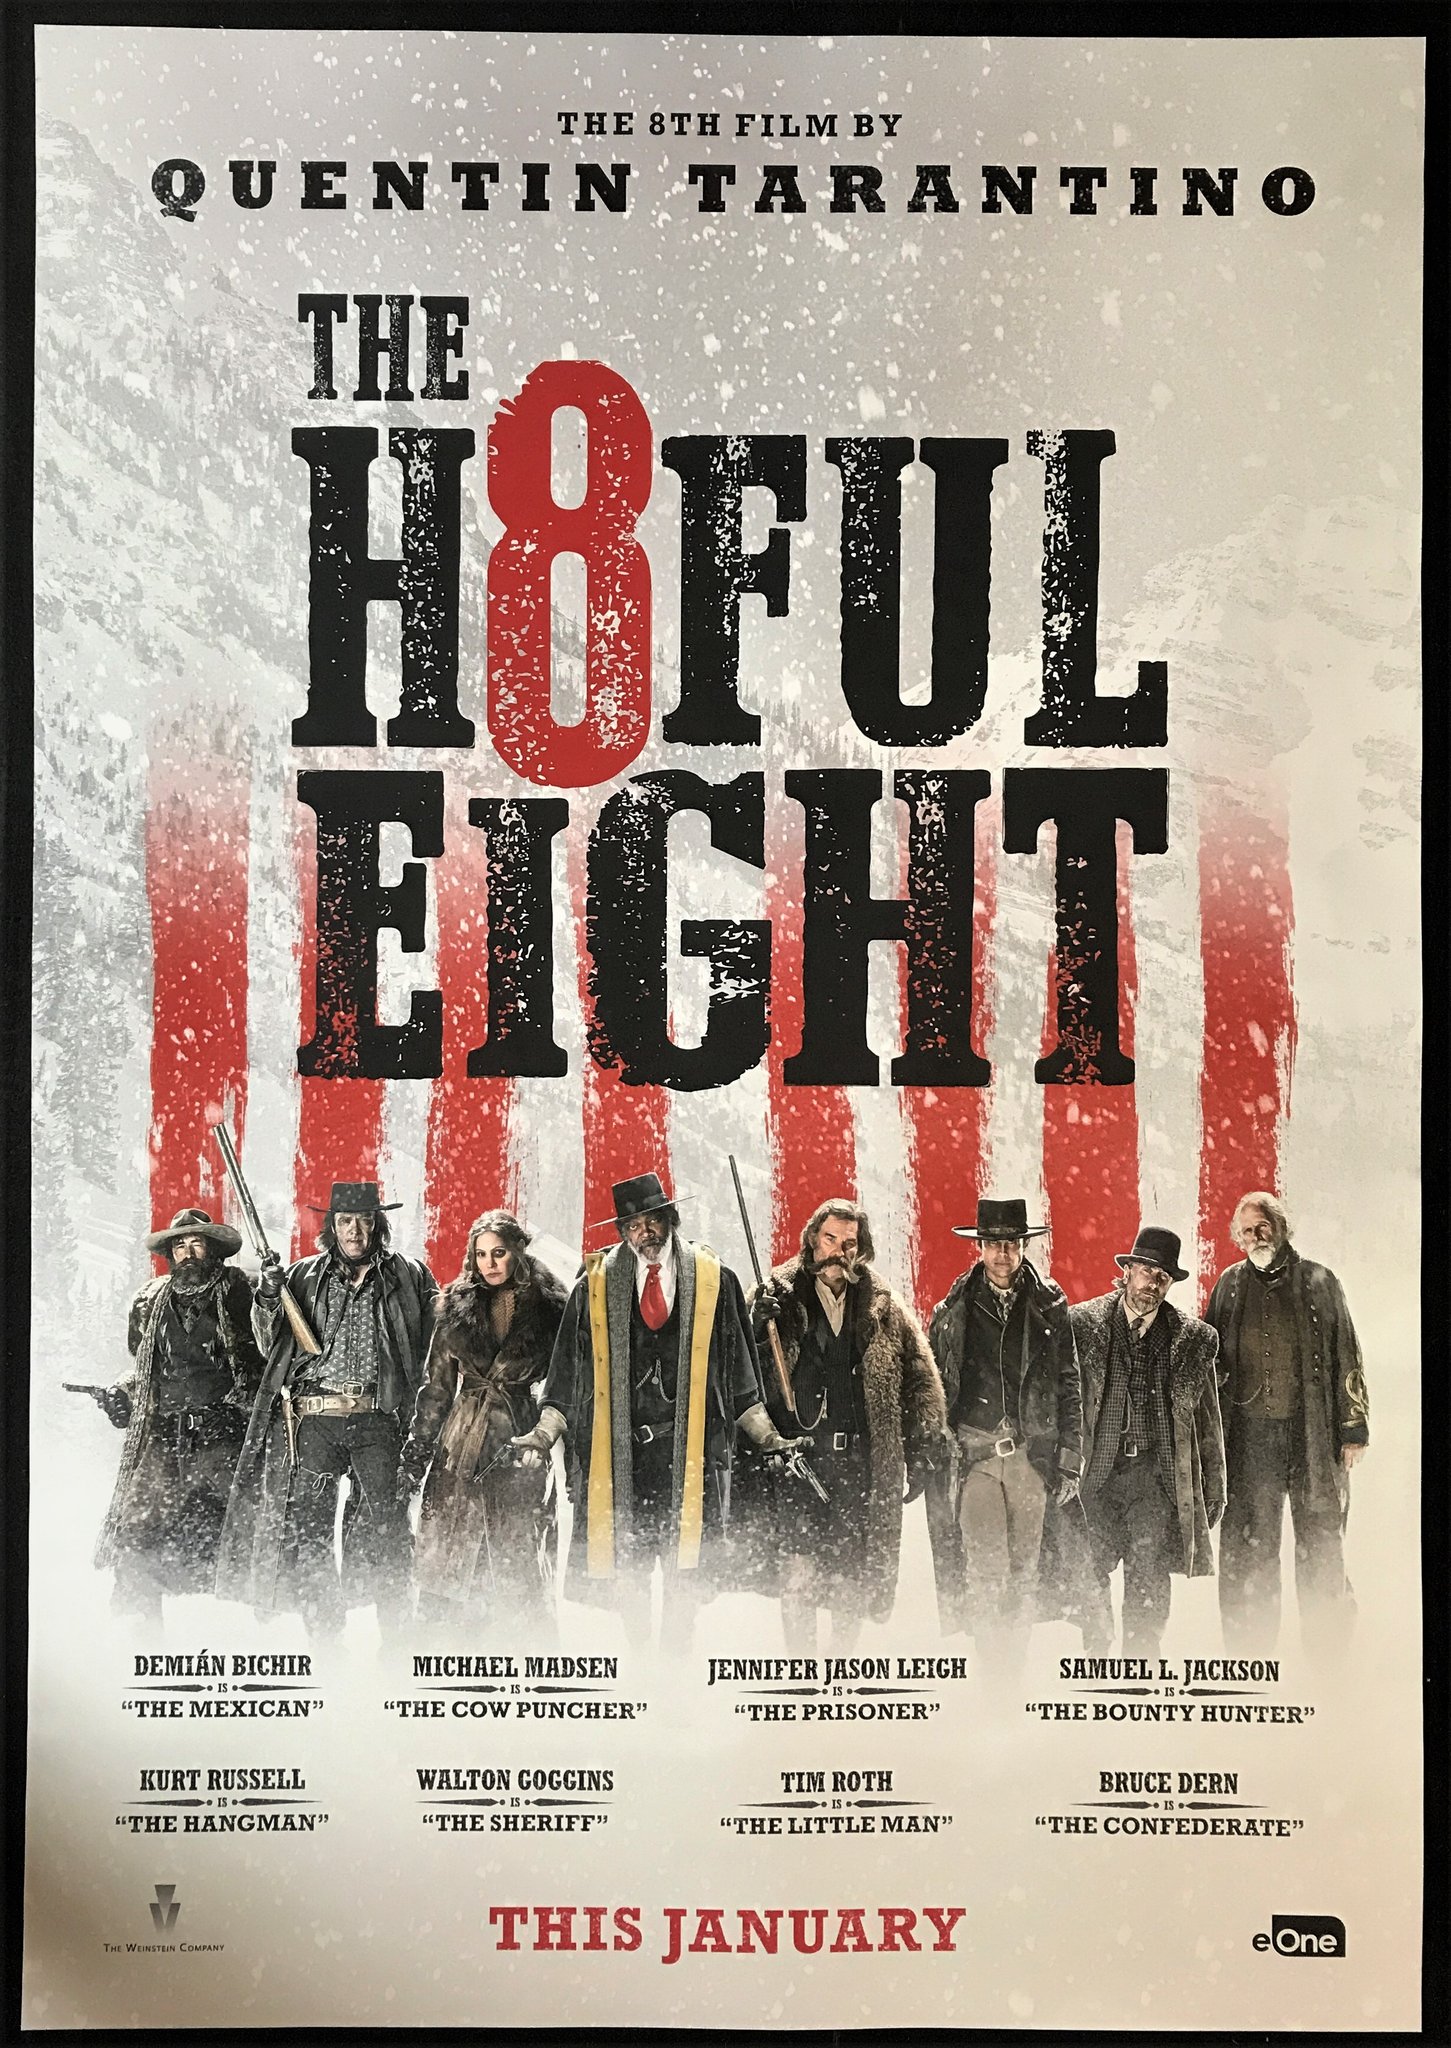 THE 8TH FILM BY
QUENTIN TARANTINO
THE
H8FUL
EIGHT
DEMIÁN BICHIR
IS
"THE MEXICAN"
MICHAEL MADSEN
IS
"THE COW PUNCHER"
JENNIFER JASON LEIGH
IS
"THE PRISONER"
SAMUEL L. JACKSON
IS
"THE BOUNTY HUNTER"
KURT RUSSELL
IS
"THE HANGMAN"
WALTON GOGGINS
IS
"THE SHERIFF"
TIM ROTH
IS
"THE LITTLE MAN"
BRUCE DERN
IS
"THE CONFEDERATE"
THE WEINSTEIN COMPANY
THIS JANUARY
eOne